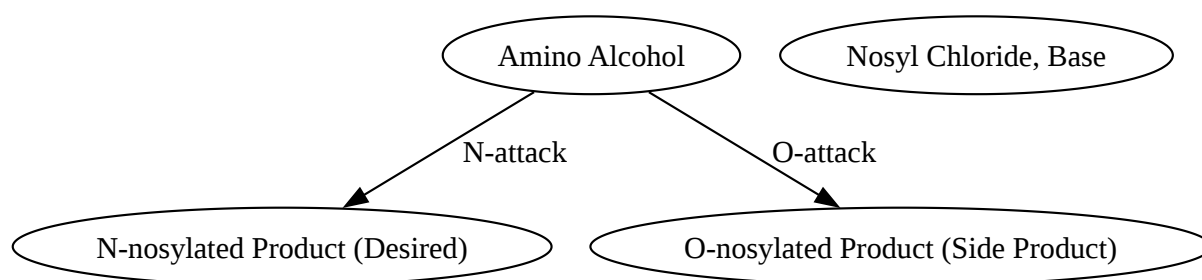 Amino Alcohol
Nosyl Chloride, Base
N-attack
O-attack
N-nosylated Product (Desired)
O-nosylated Product (Side Product)